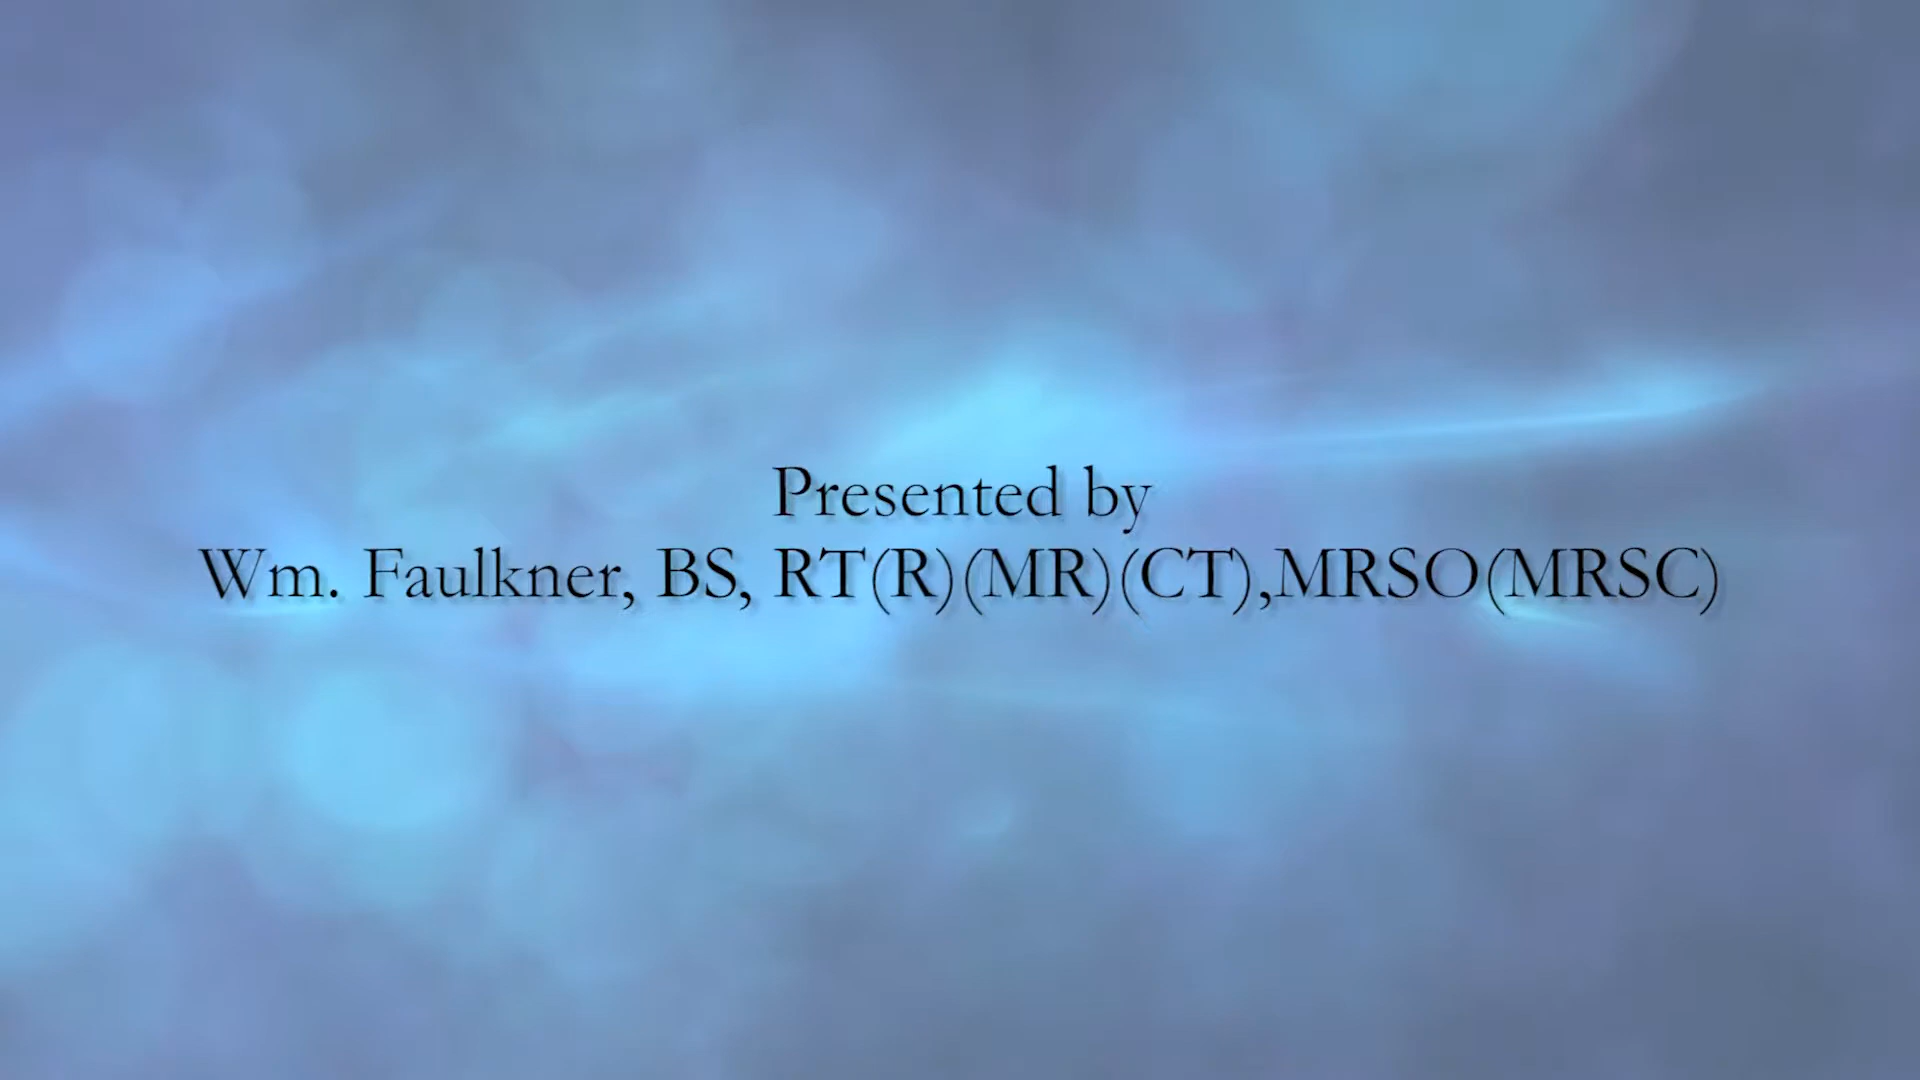 Presented by
Wm. Faulkner, BS, RT(R)(MR)(CT),MRSO(MRSC)